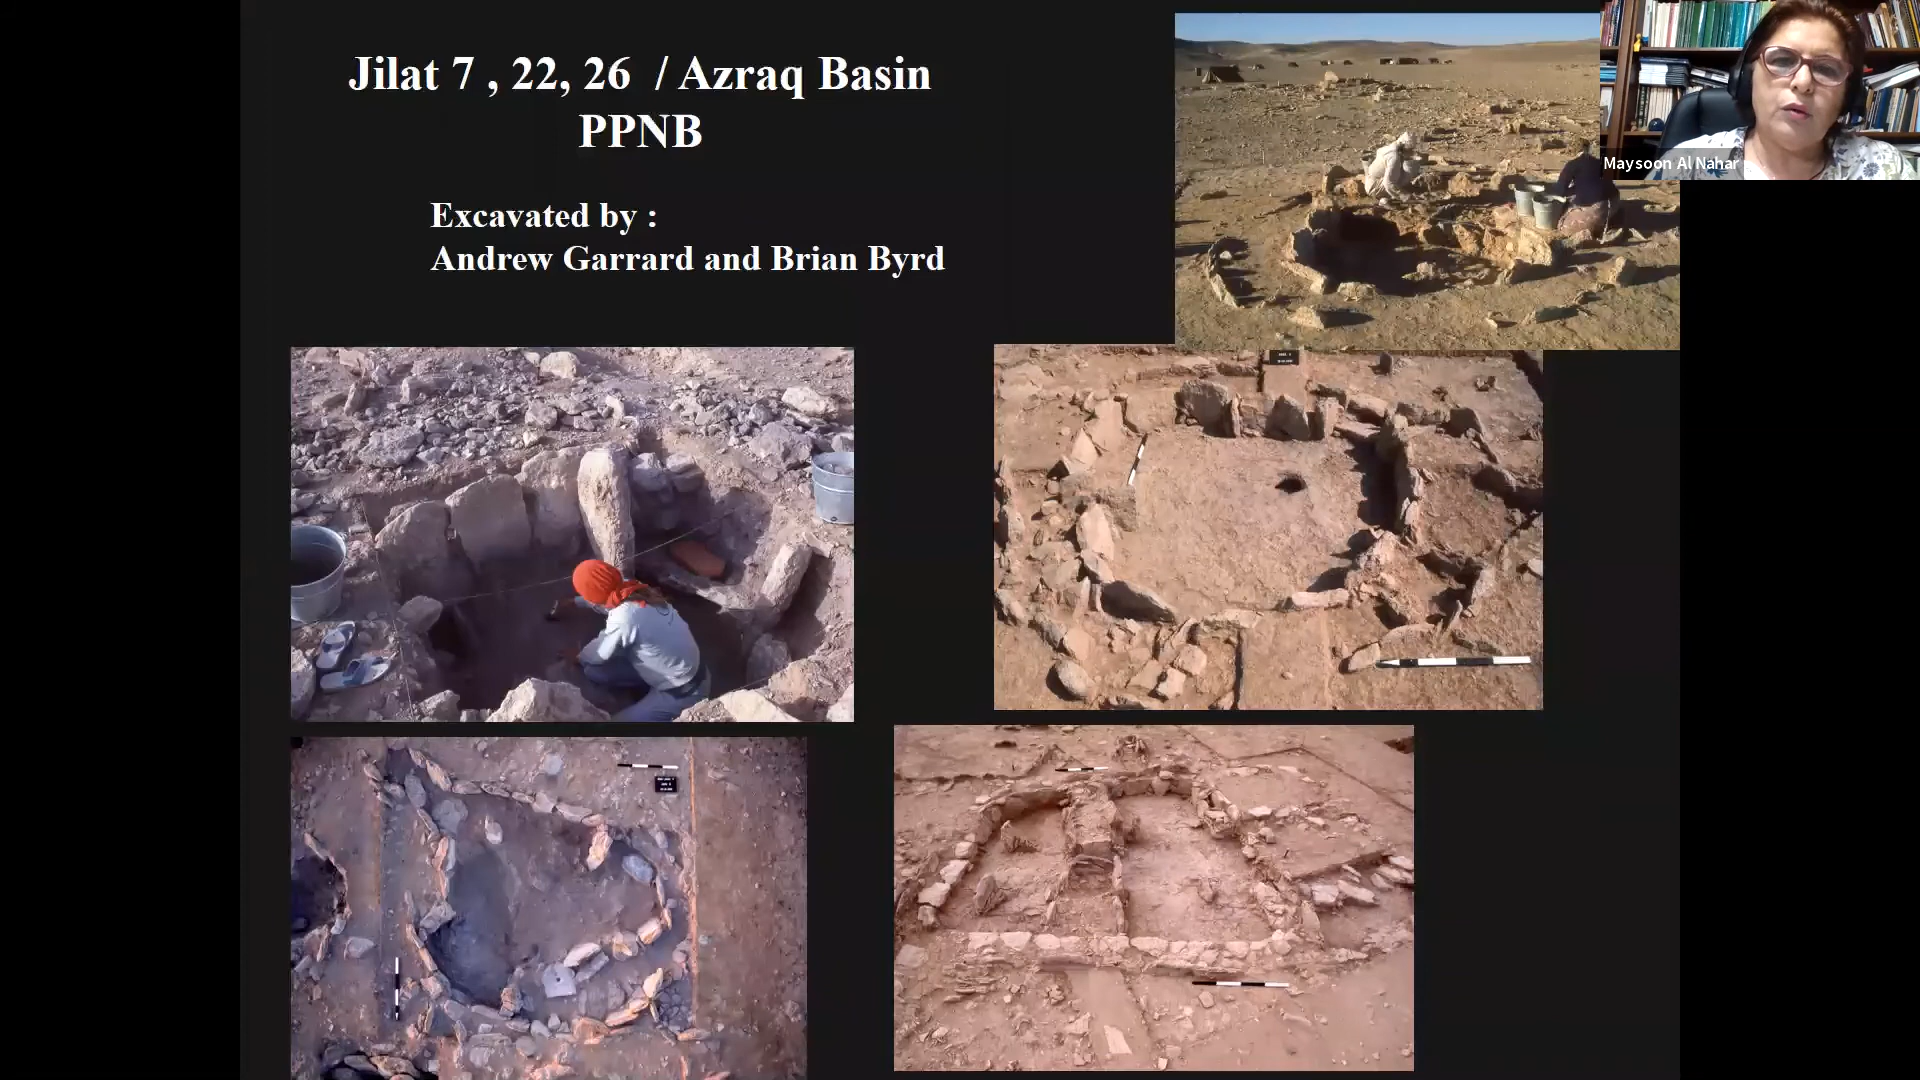 Jilat 7 , 22, 26 / Azraq Basin
PPNB
Excavated by :
Andrew Garrard and Brian Byrd
Maysoon Al Nahar